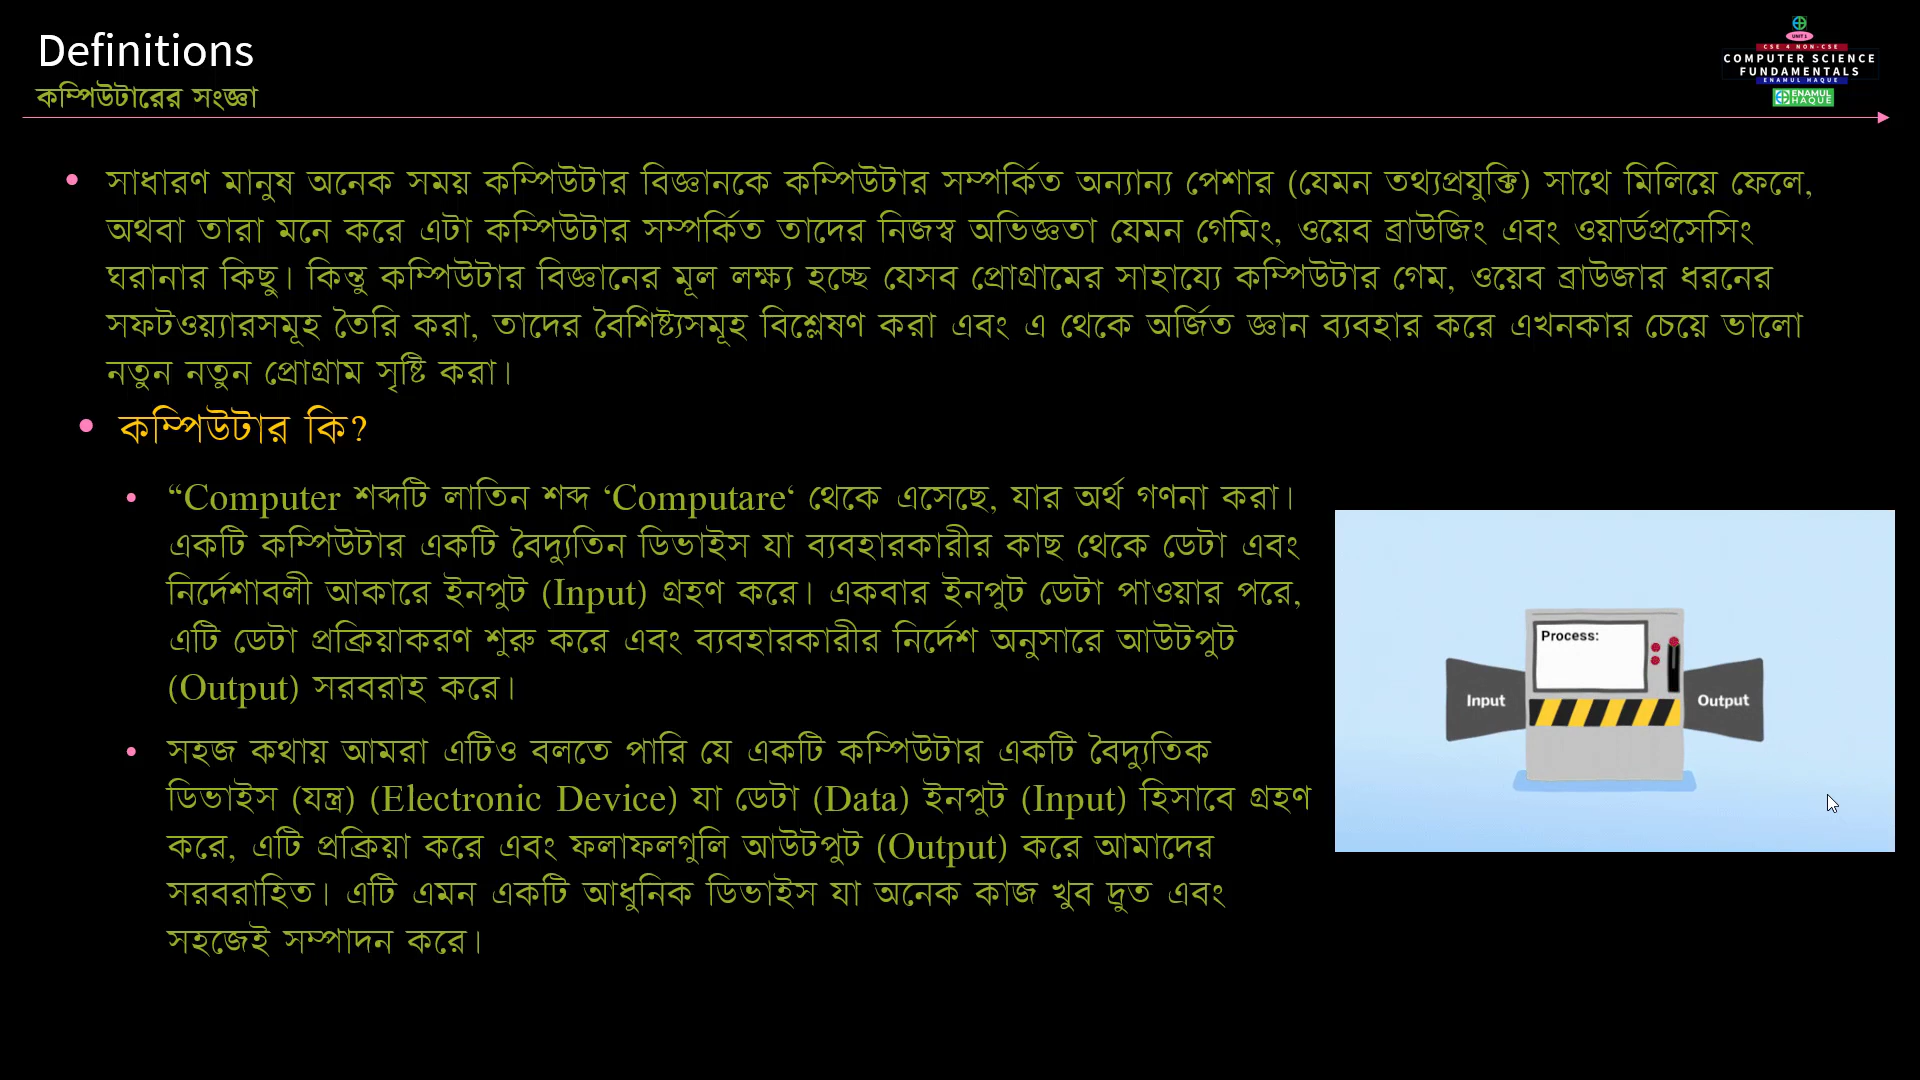 Definitions
কম্পিউটারের সংজ্ঞা
UNIT 1
CSE 4 NON-CSE
COMPUTER SCIENCE
FUNDAMENTALS
ENAMUL HAQUE
ENAMUL
HAQUE
সাধারণ মানুষ অনেক সময় কম্পিউটার বিজ্ঞানকে কম্পিউটার সম্পর্কিত অন্যান্য পেশার (যেমন তথ্যপ্রযুক্তি) সাথে মিলিয়ে ফেলে,
অথবা তারা মনে করে এটা কম্পিউটার সম্পর্কিত তাদের নিজস্ব অভিজ্ঞতা যেমন গেমিং, ওয়েব ব্রাউজিং এবং ওয়ার্ডপ্রসেসিং
ঘরানার কিছু। কিন্তু কম্পিউটার বিজ্ঞানের মূল লক্ষ্য হচ্ছে যেসব প্রোগ্রামের সাহায্যে কম্পিউটার গেম, ওয়েব ব্রাউজার ধরনের
সফটওয়্যারসমূহ তৈরি করা, তাদের বৈশিষ্ট্যসমূহ বিশ্লেষণ করা এবং এ থেকে অর্জিত জ্ঞান ব্যবহার করে এখনকার চেয়ে ভালো
নতুন নতুন প্রোগ্রাম সৃষ্টি করা।
কম্পিউটার কি?
“Computer শব্দটি লাতিন শব্দ ‘Computare‘ থেকে এসেছে, যার অর্থ গণনা করা।
একটি কম্পিউটার একটি বৈদ্যুতিন ডিভাইস যা ব্যবহারকারীর কাছ থেকে ডেটা এবং
নির্দেশাবলী আকারে ইনপুট (Input) গ্রহণ করে। একবার ইনপুট ডেটা পাওয়ার পরে,
এটি ডেটা প্রক্রিয়াকরণ শুরু করে এবং ব্যবহারকারীর নির্দেশ অনুসারে আউটপুট
(Output) সরবরাহ করে।
সহজ কথায় আমরা এটিও বলতে পারি যে একটি কম্পিউটার একটি বৈদ্যুতিক
ডিভাইস (যন্ত্র) (Electronic Device) যা ডেটা (Data) ইনপুট (Input) হিসাবে গ্রহণ
করে, এটি প্রক্রিয়া করে এবং ফলাফলগুলি আউটপুট (Output) করে আমাদের
সরবরাহিত। এটি এমন একটি আধুনিক ডিভাইস যা অনেক কাজ খুব দ্রুত এবং
সহজেই সম্পাদন করে।
Process:
Input
Output